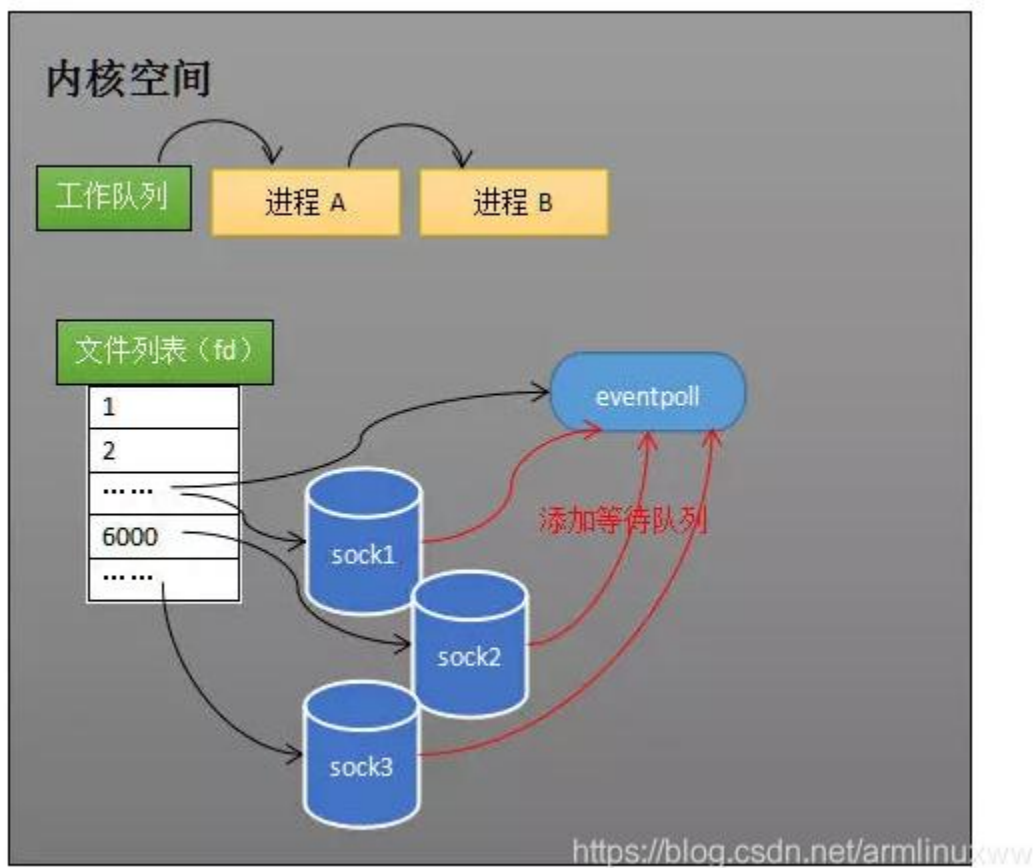 内核空间
工作队列
进程 A
进程 B
文件列表（fd）
1
2
……
6000
……
eventpoll
添加等待队列
sock1
sock2
sock3
https://blog.csdn.net/armlinuxww